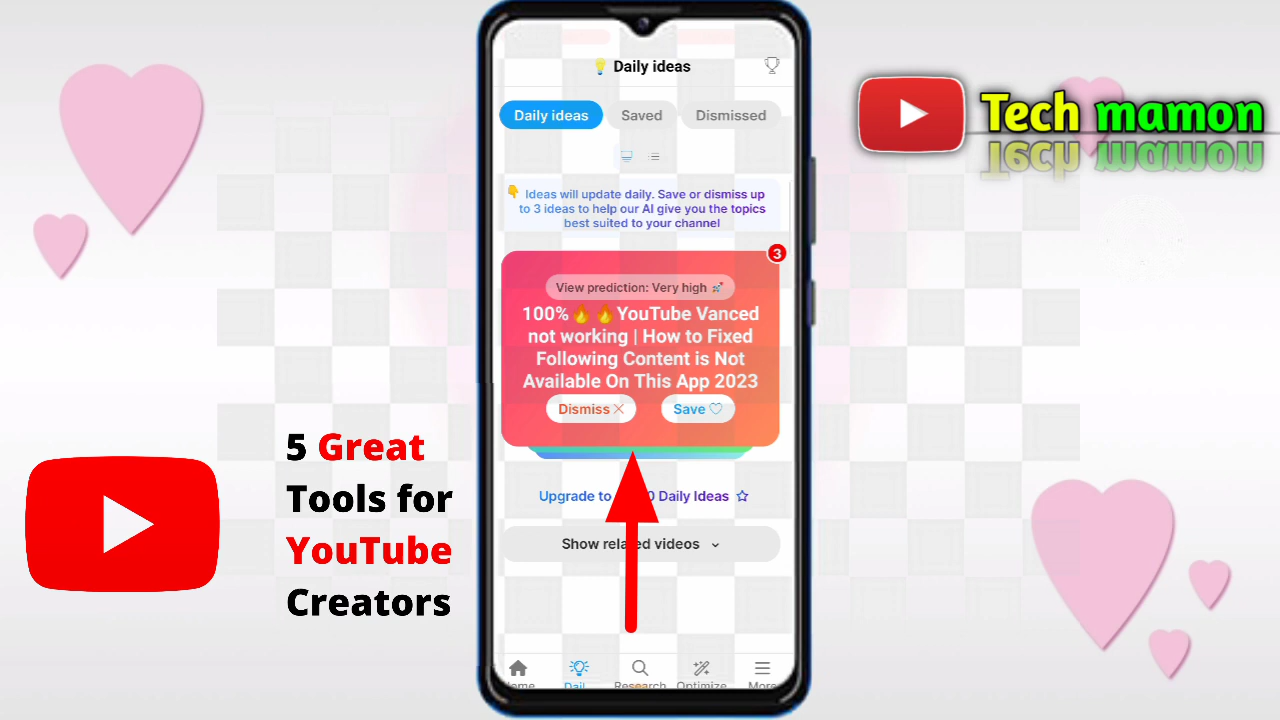 Daily ideas
Daily ideas
Saved
Dismissed
Ideas will update daily. Save or dismiss up
to 3 ideas to help our AI give you the topics
best suited to your channel
3
View prediction: Very high
100%🔥🔥YouTube Vanced
not working | How to Fixed
Following Content is Not
Available On This App 2023
Dismiss
Save
Upgrade to
0 Daily Ideas
Show related videos
Home
Dail
Research
Optimize
More
Tech mamon
5 Great
Tools for
YouTube
Creators